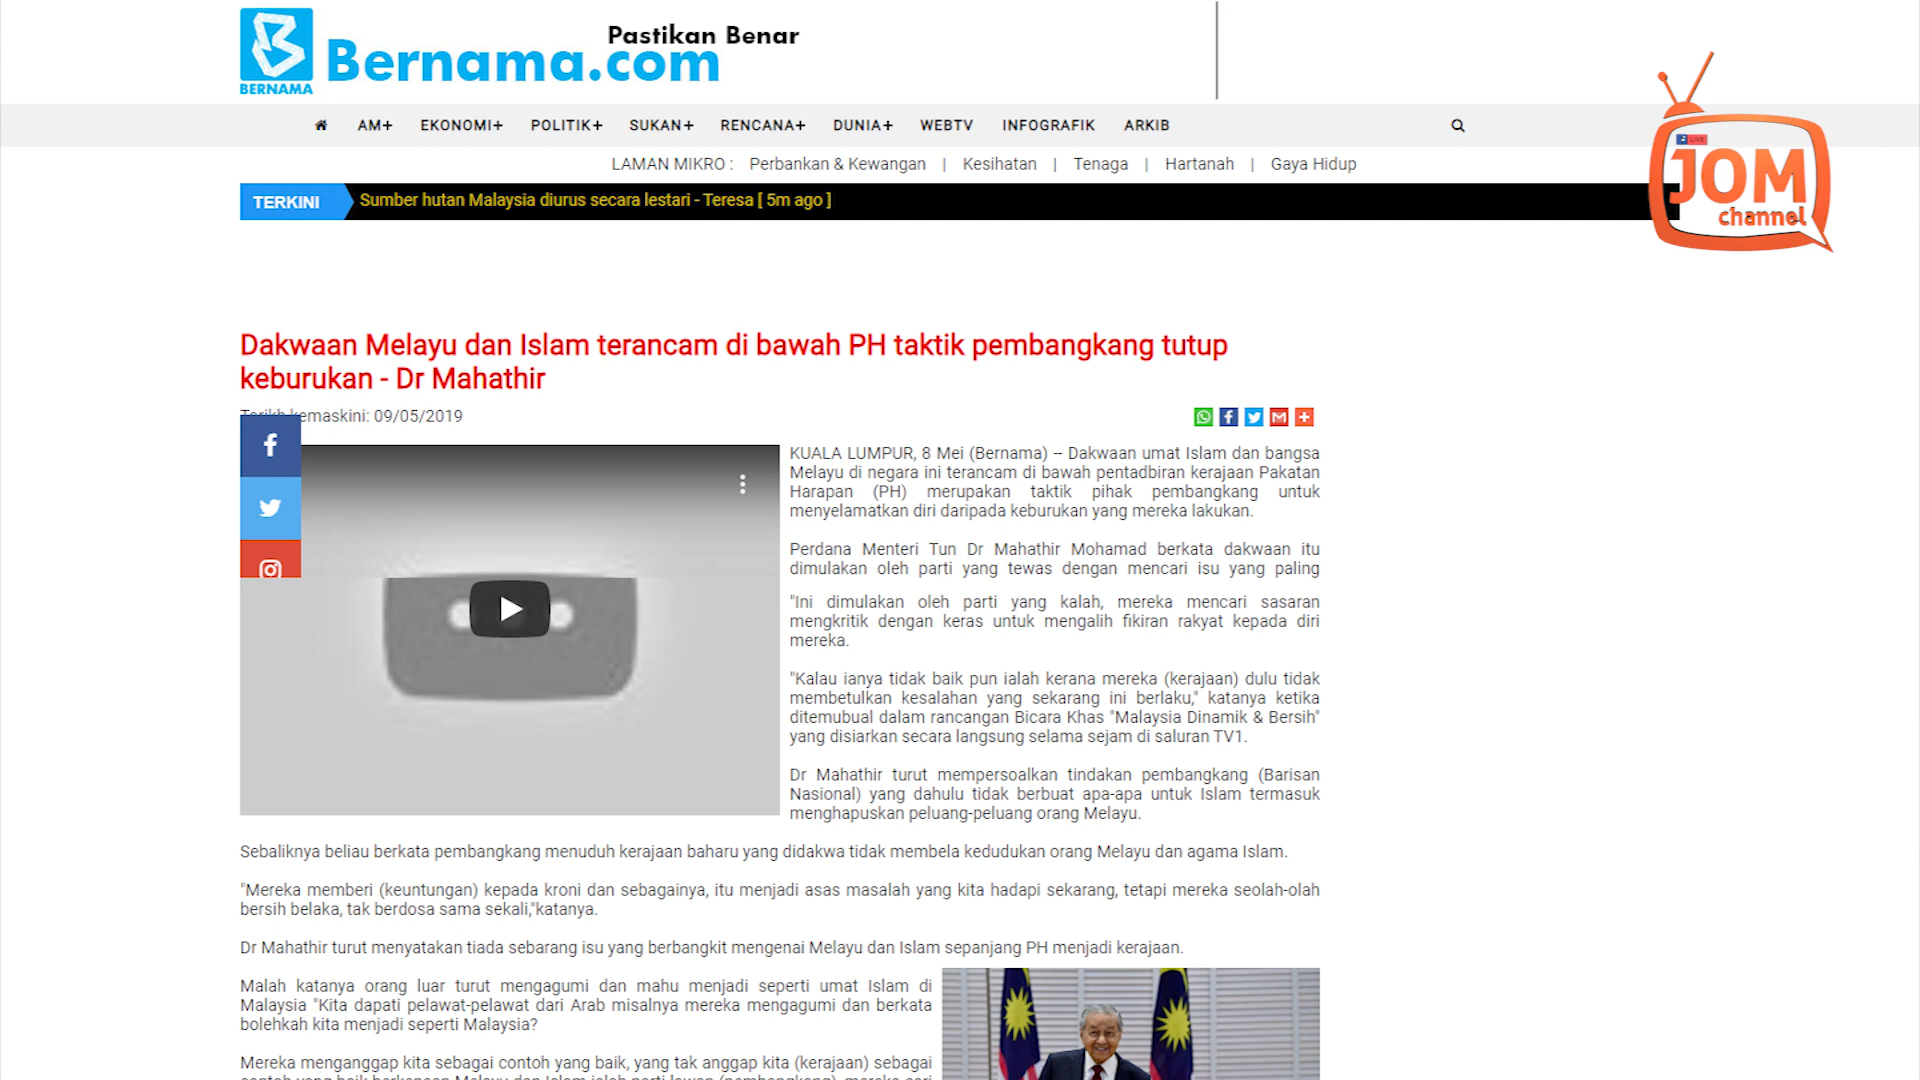 Pastikan Benar
Bernama.com
BERNAMA
AM+ EKONOMI+ POLITIK+ SUKAN+ RENCANA+ DUNIA+ WEBTV INFOGRAFIK ARKIB
LIVE
JOM
channel
LAMAN MIKRO : Perbankan & Kewangan | Kesihatan | Tenaga | Hartanah | Gaya Hidup
TERKINI Sumber hutan Malaysia diurus secara lestari - Teresa [ 5m ago ]
Dakwaan Melayu dan Islam terancam di bawah PH taktik pembangkang tutup
keburukan - Dr Mahathir
Tarikh kemaskini: 09/05/2019
KUALA LUMPUR, 8 Mei (Bernama) -- Dakwaan umat Islam dan bangsa
Melayu di negara ini terancam di bawah pentadbiran kerajaan Pakatan
Harapan (PH) merupakan taktik pihak pembangkang untuk
menyelamatkan diri daripada keburukan yang mereka lakukan.
Perdana Menteri Tun Dr Mahathir Mohamad berkata dakwaan itu
dimulakan oleh parti yang tewas dengan mencari isu yang paling
"Ini dimulakan oleh parti yang kalah, mereka mencari sasaran
mengkritik dengan keras untuk mengalih fikiran rakyat kepada diri
mereka.
"Kalau ianya tidak baik pun ialah kerana mereka (kerajaan) dulu tidak
membetulkan kesalahan yang sekarang ini berlaku," katanya ketika
ditemubual dalam rancangan Bicara Khas "Malaysia Dinamik & Bersih"
yang disiarkan secara langsung selama sejam di saluran TV1.
Dr Mahathir turut mempersoalkan tindakan pembangkang (Barisan
Nasional) yang dahulu tidak berbuat apa-apa untuk Islam termasuk
menghapuskan peluang-peluang orang Melayu.
Sebaliknya beliau berkata pembangkang menuduh kerajaan baharu yang didakwa tidak membela kedudukan orang Melayu dan agama Islam.
"Mereka memberi (keuntungan) kepada kroni dan sebagainya, itu menjadi asas masalah yang kita hadapi sekarang, tetapi mereka seolah-olah
bersih belaka, tak berdosa sama sekali,"katanya.
Dr Mahathir turut menyatakan tiada sebarang isu yang berbangkit mengenai Melayu dan Islam sepanjang PH menjadi kerajaan.
Malah katanya orang luar turut mengagumi dan mahu menjadi seperti umat Islam di
Malaysia "Kita dapati pelawat-pelawat dari Arab misalnya mereka mengagumi dan berkata
bolehkah kita menjadi seperti Malaysia?
Mereka menganggap kita sebagai contoh yang baik, yang tak anggap kita (kerajaan) sebagai